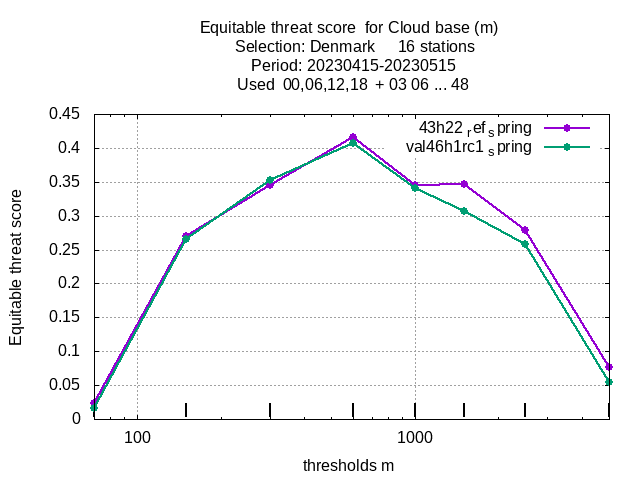 Equitable threat score  for Cloud base (m)
Selection: Denmark     16 stations
Period: 20230415-20230515
Used  00,06,12,18  + 03 06 ... 48
0.45
0.4
0.35
0.3
0.25
0.2
0.15
0.1
0.05
0
Equitable threat score
43h22 ref spring
val46h1rc1 spring
100
1000
thresholds m